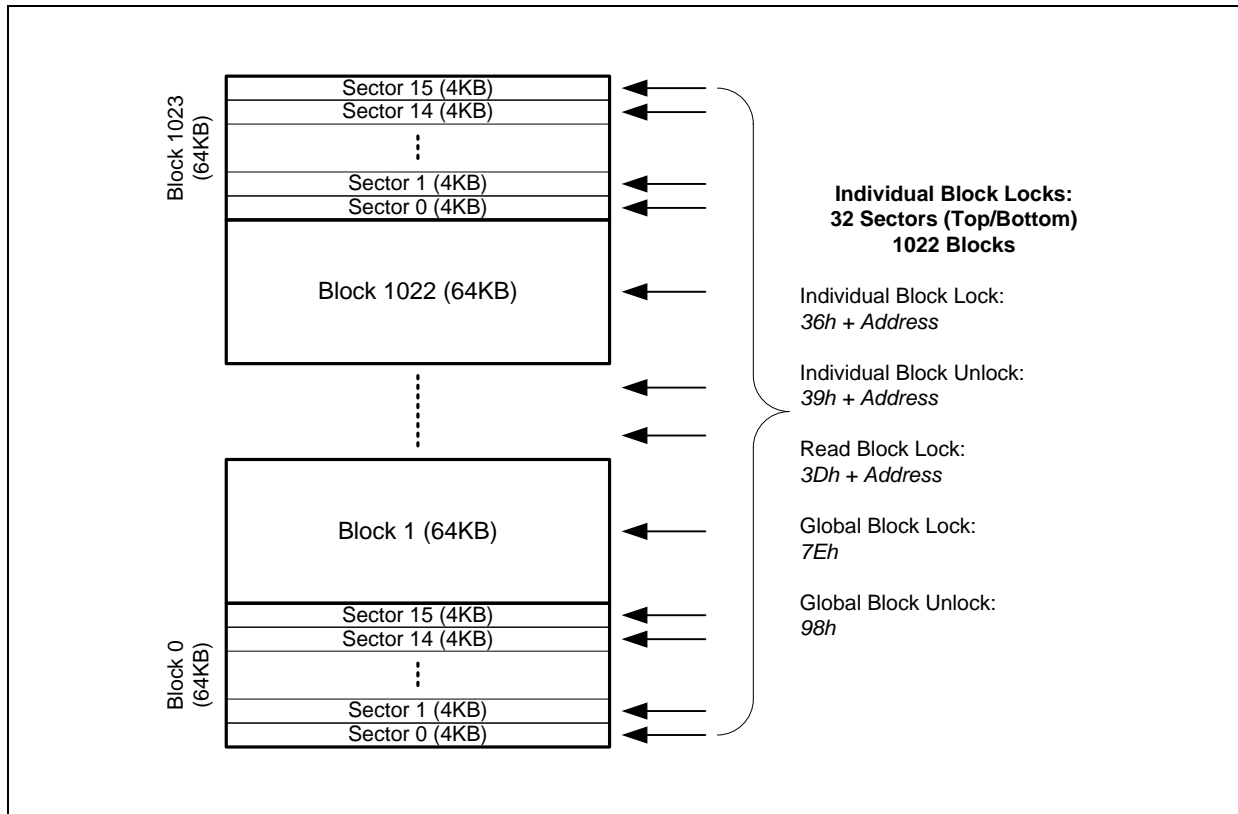 Block 1023
(64KB)
Sector 15 (4KB)
Sector 14 (4KB)
Sector 1 (4KB)
Sector 0 (4KB)
Block 1022 (64KB)
Block 1 (64KB)
Block 0
(64KB)
Sector 15 (4KB)
Sector 14 (4KB)
Sector 1 (4KB)
Sector 0 (4KB)
Individual Block Locks:
32 Sectors (Top/Bottom)
1022 Blocks
Individual Block Lock:
36h + Address
Individual Block Unlock:
39h + Address
Read Block Lock:
3Dh + Address
Global Block Lock:
7Eh
Global Block Unlock:
98h